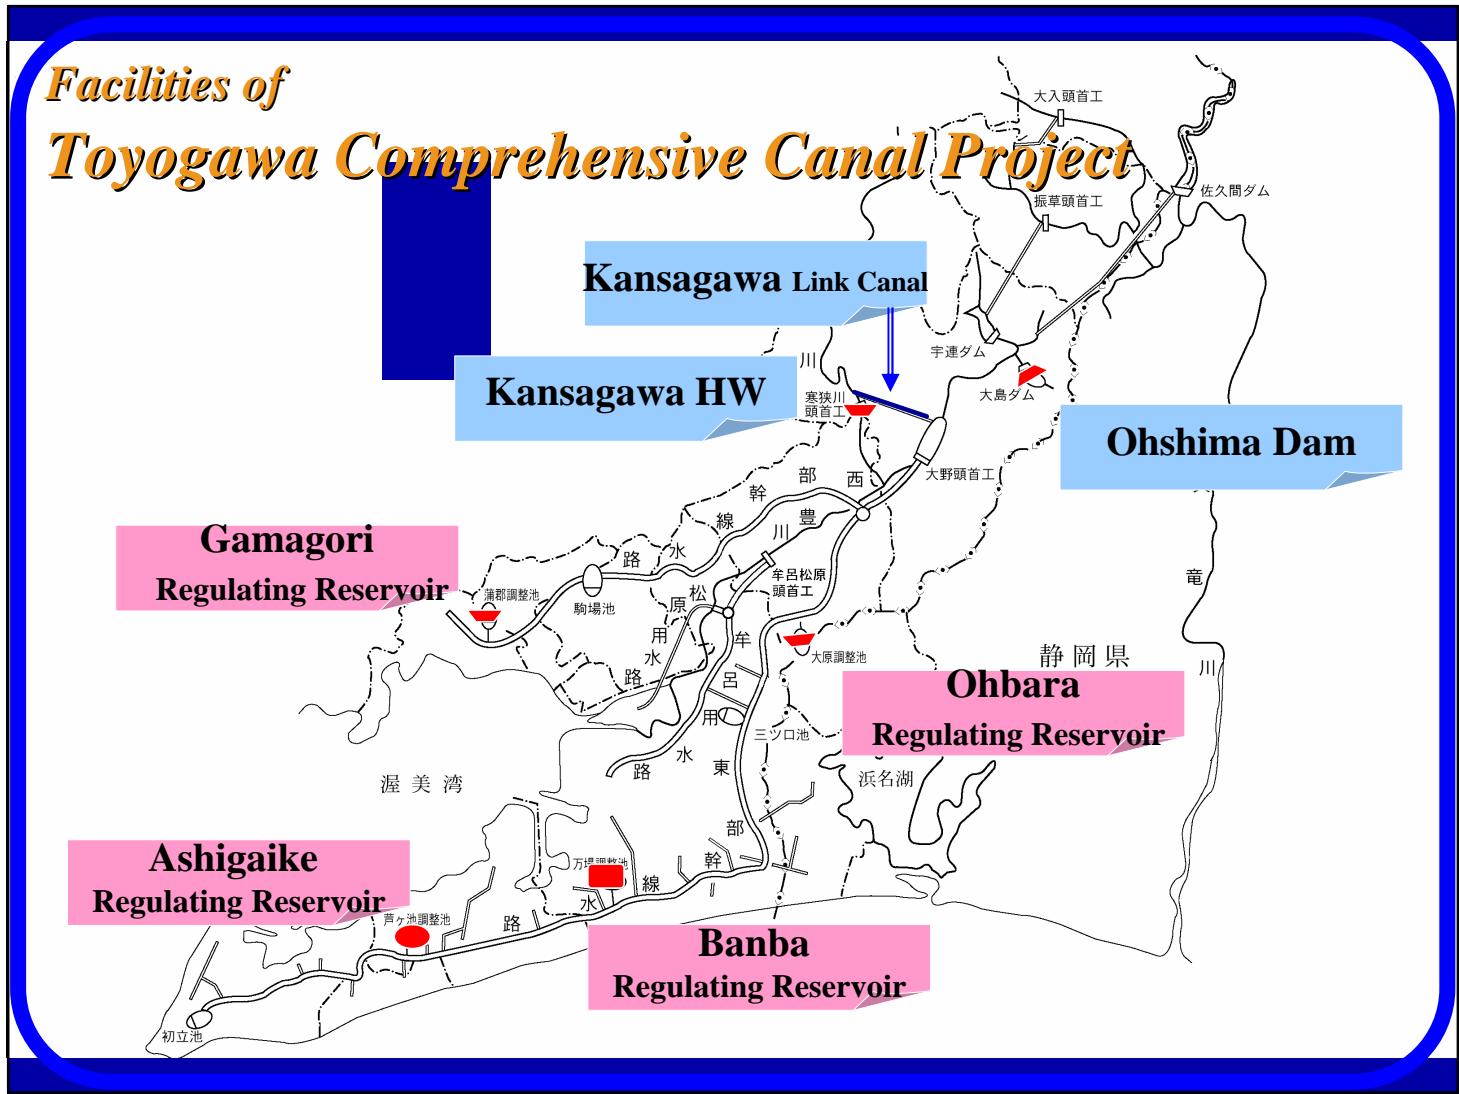 Facilities of
Toyogawa Comprehensive Canal Project
大入頭首工
佐久間ダム
振草頭首工
Kansagawa Link Canal
宇連ダム
川
Kansagawa HW
寒狭川
頭首工
大島ダム
Ohshima Dam
大野頭首工
西部幹線水路
豊川
Gamagori
Regulating Reservoir
蒲郡調整池
駒場池
牟呂松原
頭首工
松原用水路
牟呂用水路
大原調整池
竜川
静岡県
Ohbara
Regulating Reservoir
三ツ口池
浜名湖
渥美湾
東部幹線水路
万場調整池
Ashigaike
Regulating Reservoir
芦ヶ池調整池
Banba
Regulating Reservoir
初立池